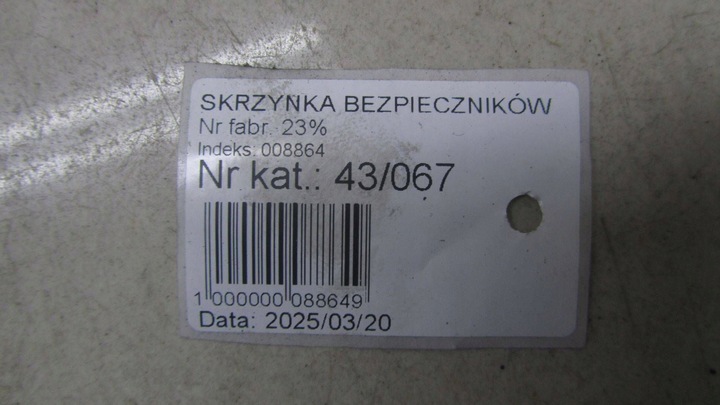 SKRZYNKA BEZPIECZNIKÓW
Nr fabr. 23%
Indeks: 008864
Nr kat.: 43/067
1 000000 088649
Data: 2025/03/20